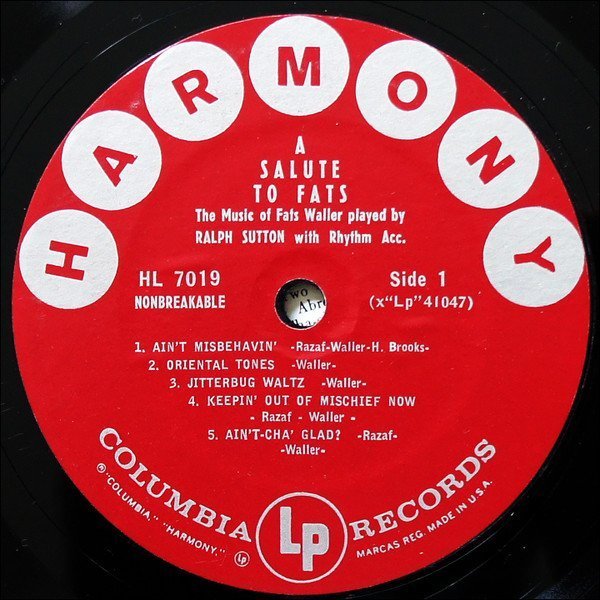 HARMONY
A
SALUTE
TO FATS
The Music of Fats Waller played by
RALPH SUTTON with Rhythm Acc.
HL 7019
Side 1
NONBREAKABLE
(x"Lp"41047)
1. AIN'T MISBEHAVIN' -Razaf-Waller-H. Brooks-
2. ORIENTAL TONES -Waller-
3. JITTERBUG WALTZ -Waller-
4. KEEPIN' OUT OF MISCHIEF NOW
- Razaf - Waller -
5. AIN'T-CHA' GLAD? -Razaf-
-Waller-
COLUMBIA RECORDS
Lp
"COLUMBIA," "HARMONY," Lp
MARCAS REG. MADE IN U.S.A.